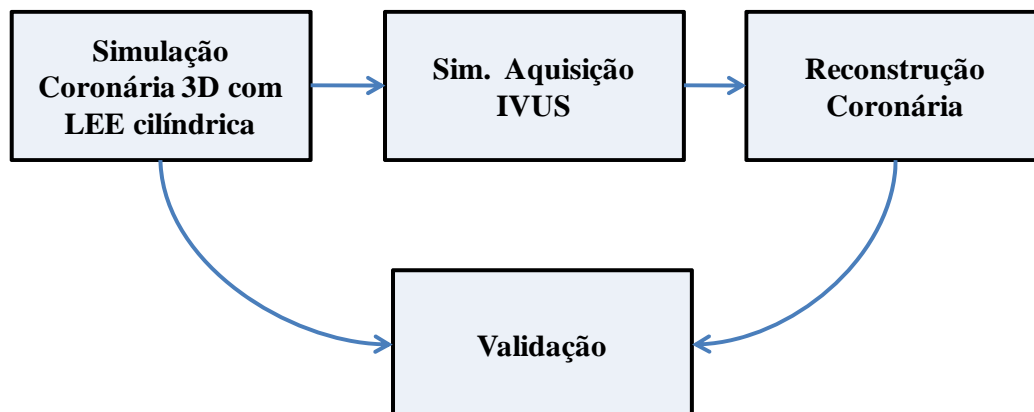 Simulação
Coronária 3D com
LEE cilíndrica
Sim. Aquisição
IVUS
Reconstrução
Coronária
Validação